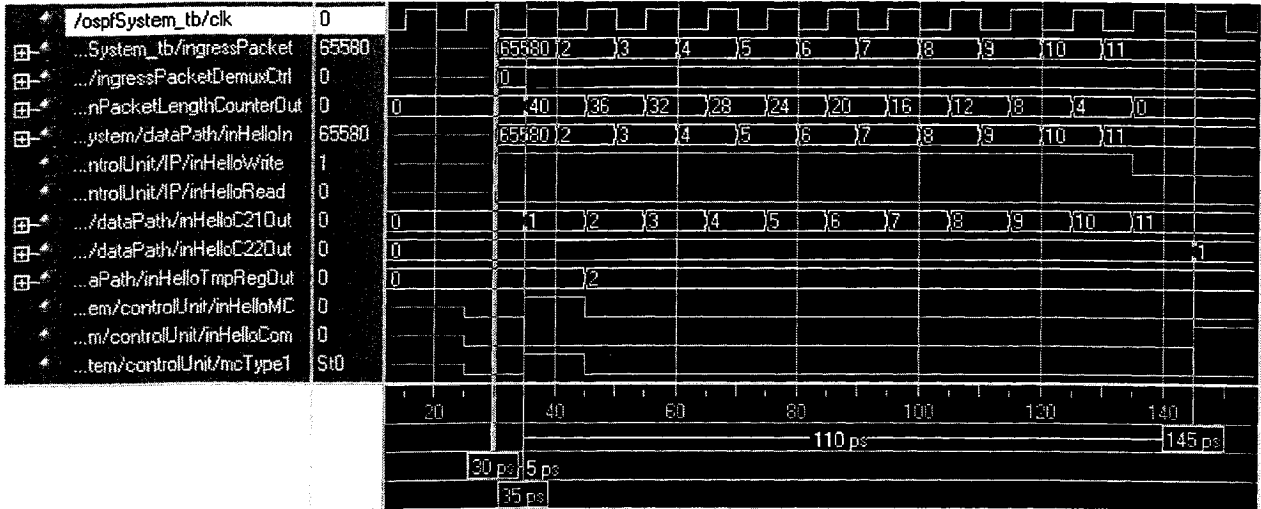 /ospfSystem_tb/clk 0
...System_tb/ingressPacket 65580 65580 2 3 4 5 6 7 8 9 10 11
.../ingressPacketDemuxCtrl 0 0
...nPacketLengthCounterOut 0 0 40 36 32 28 24 20 16 12 8 4 0
...ystem/dataPath/inHelloIn 65580 65580 2 3 4 5 6 7 8 9 10 11
...ntrolUnit/IP/inHelloWrite 1
...ntrolUnit/IP/inHelloRead 0
.../dataPath/inHelloC21Out 0 0 1 2 3 4 5 6 7 8 9 10 11
.../dataPath/inHelloC22Out 0 0 1
...aPath/inHelloTmpRegOut 0 0 2
...em/controlUnit/inHelloMC 0
...m/controlUnit/inHelloCom 0
...tem/controlUnit/mcType1 St0
20 40 60 80 100 120 140
110 ps 145 ps
30 ps 5 ps
35 ps